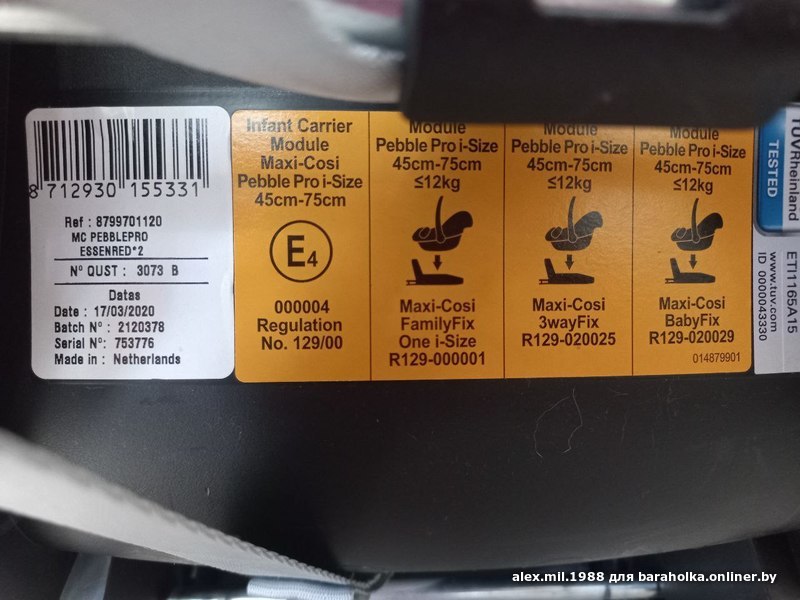 8 712930 155331
Ref : 8799701120
MC PEBBLEPRO
ESSENRED*2
Nº QUST : 3073 B
Datas
Date : 17/03/2020
Batch Nº : 2120378
Serial Nº: 753776
Made in : Netherlands
Infant Carrier
Module
Maxi-Cosi
Pebble Pro i-Size
45cm-75cm
E4
000004
Regulation
No. 129/00
Module
Pebble Pro i-Size
45cm-75cm
≤12kg
Maxi-Cosi
FamilyFix
One i-Size
R129-000001
Module
Pebble Pro i-Size
45cm-75cm
≤12kg
Maxi-Cosi
3wayFix
R129-020025
Module
Pebble Pro i-Size
45cm-75cm
≤12kg
Maxi-Cosi
BabyFix
R129-020029
014879901
TÜVRheinland
TESTED
ETI1165A15
www.tuv.com
ID 0000043330
alex.mil.1988 для baraholka.onliner.by